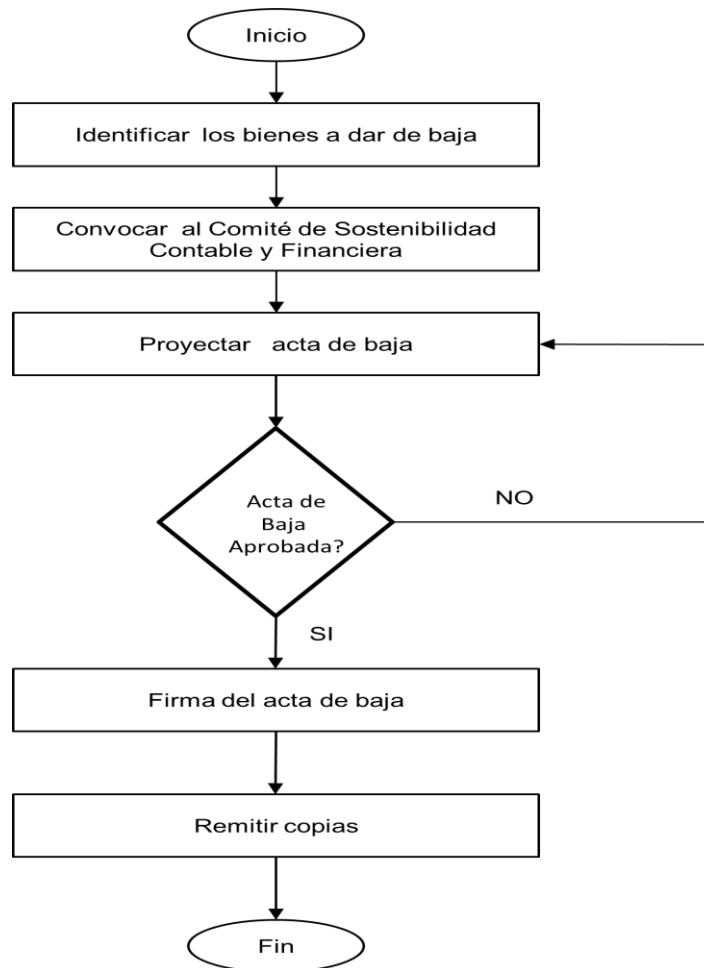 Inicio
Identificar los bienes a dar de baja
Convocar al Comité de Sostenibilidad
Contable y Financiera
Proyectar acta de baja
Acta de
Baja
Aprobada?
NO
SI
Firma del acta de baja
Remitir copias
Fin